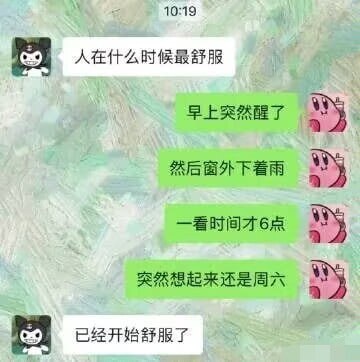 10:19
人在什么时候最舒服
早上突然醒了
然后窗外下着雨
一看时间才6点
突然想起来还是周六
已经开始舒服了